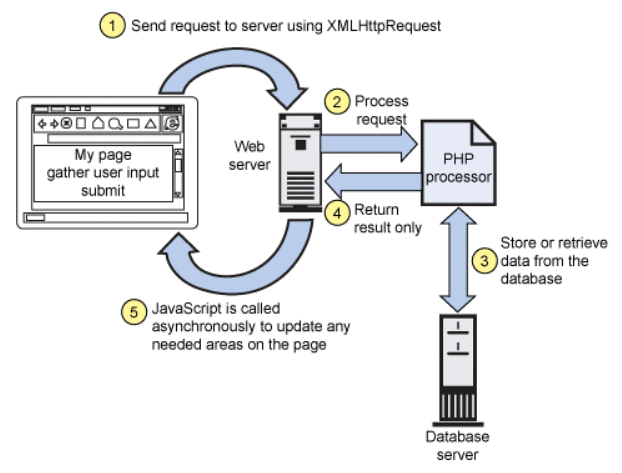 1 Send request to server using XMLHttpRequest
2 Process
request
My page
gather user input
submit
Web
server
PHP
processor
4 Return
result only
3 Store or retrieve
data from the
database
5 JavaScript is called
asynchronously to update any
needed areas on the page
Database
server